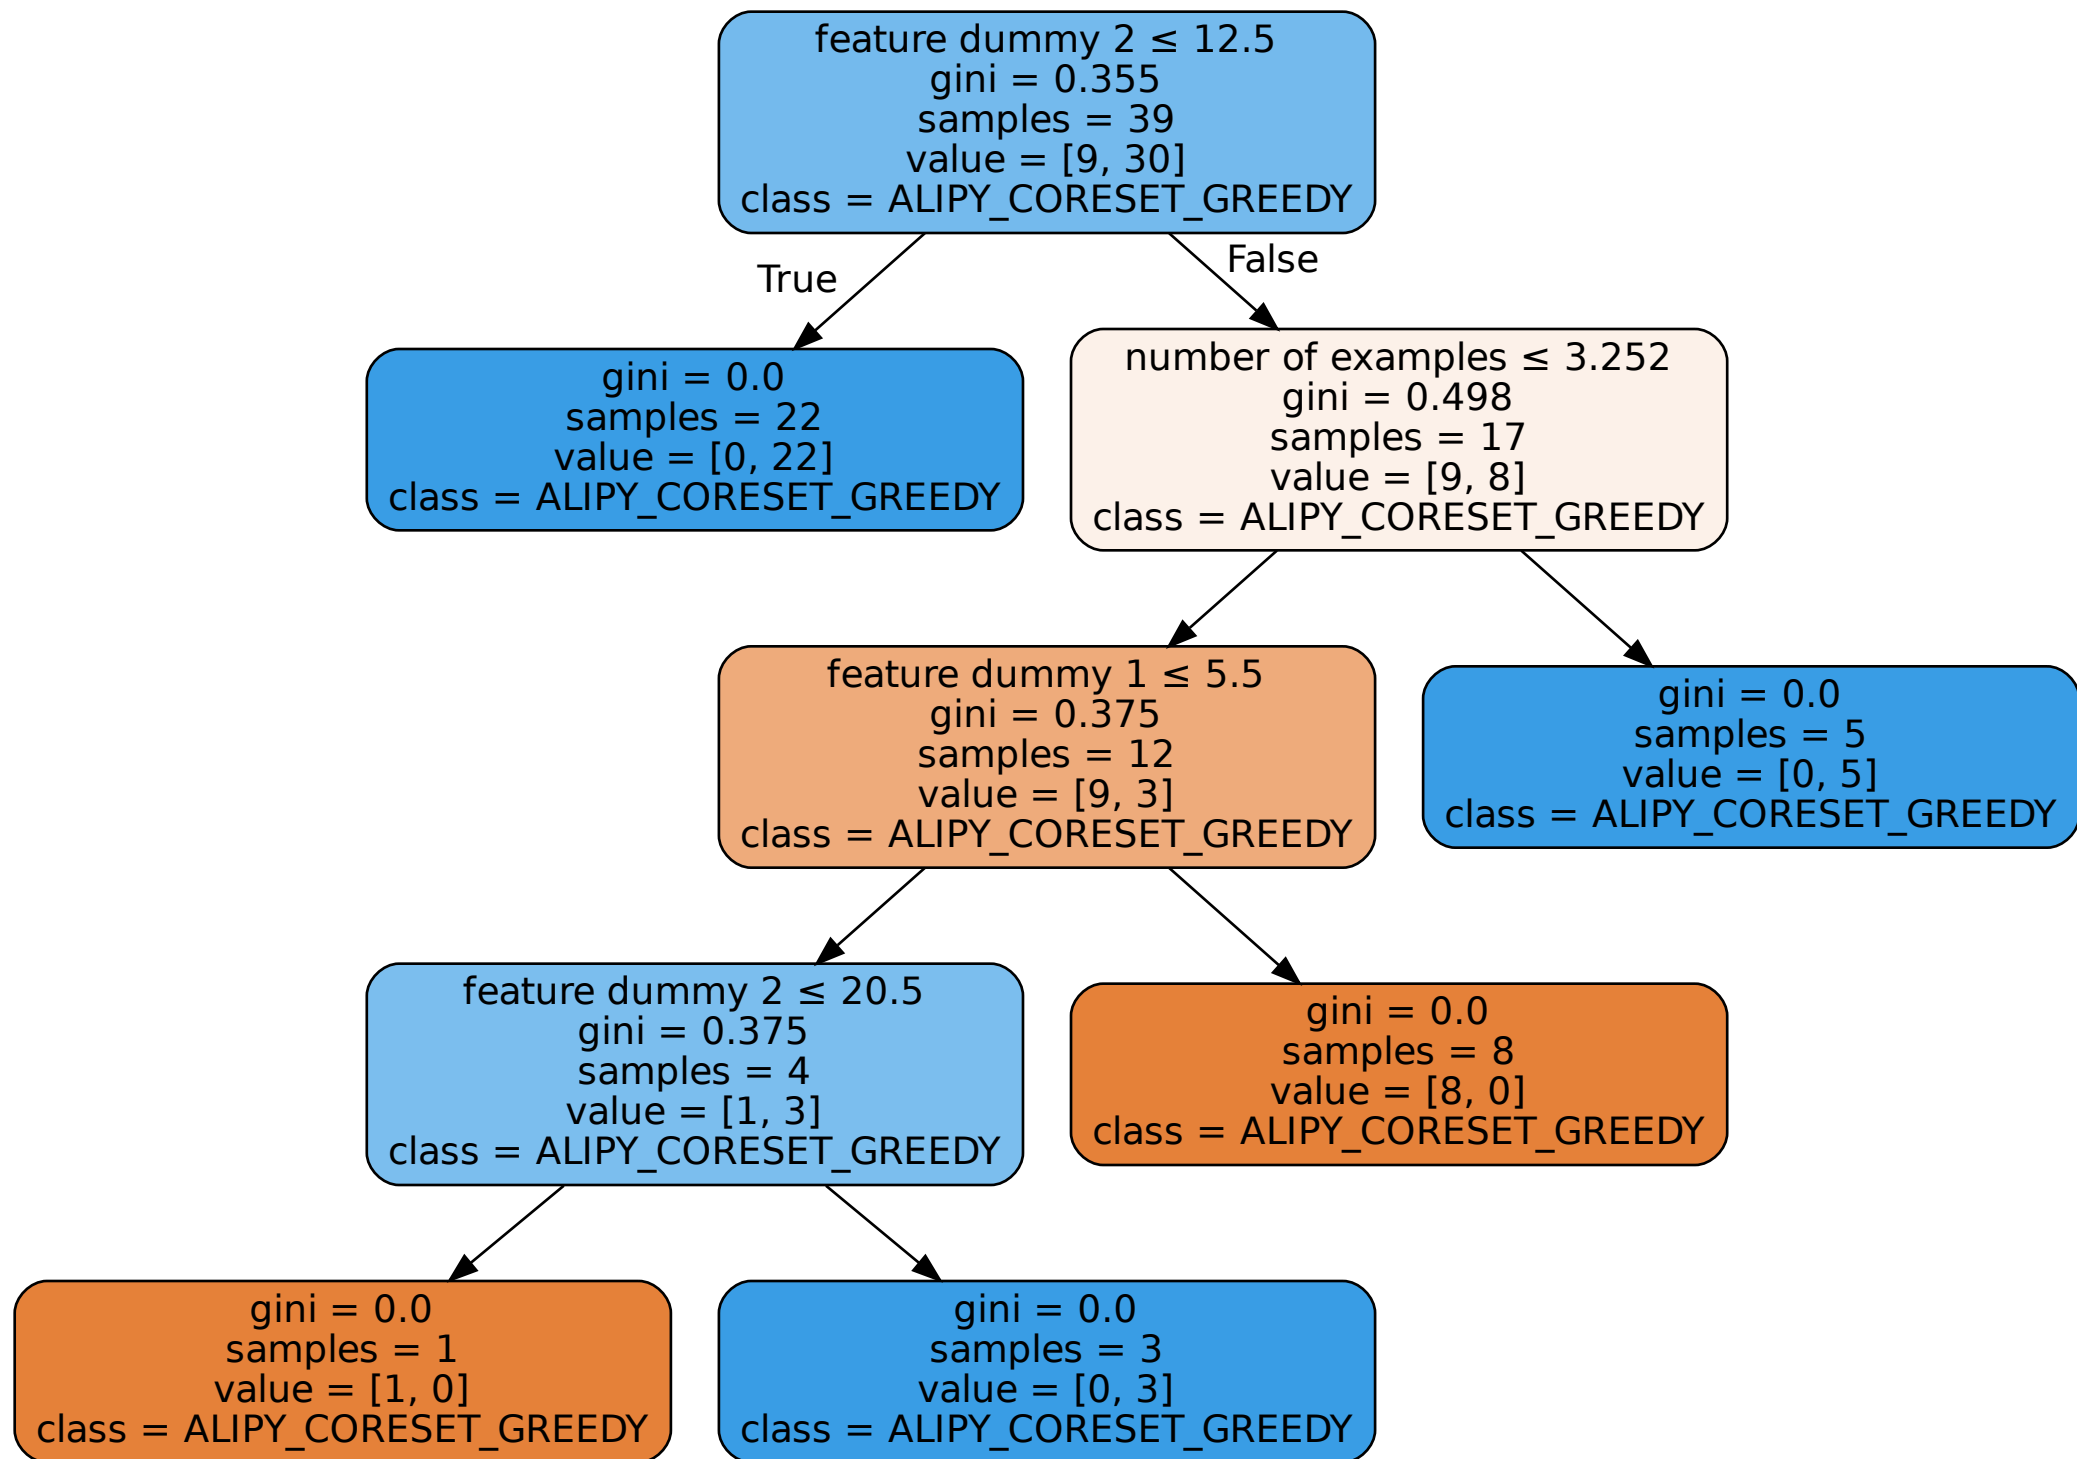 feature dummy 2 ≤ 12.5
gini = 0.355
samples = 39
value = [9, 30]
class = ALIPY_CORESET_GREEDY
True
False
gini = 0.0
samples = 22
value = [0, 22]
class = ALIPY_CORESET_GREEDY
number of examples ≤ 3.252
gini = 0.498
samples = 17
value = [9, 8]
class = ALIPY_CORESET_GREEDY
feature dummy 1 ≤ 5.5
gini = 0.375
samples = 12
value = [9, 3]
class = ALIPY_CORESET_GREEDY
gini = 0.0
samples = 5
value = [0, 5]
class = ALIPY_CORESET_GREEDY
feature dummy 2 ≤ 20.5
gini = 0.375
samples = 4
value = [1, 3]
class = ALIPY_CORESET_GREEDY
gini = 0.0
samples = 8
value = [8, 0]
class = ALIPY_CORESET_GREEDY
gini = 0.0
samples = 1
value = [1, 0]
class = ALIPY_CORESET_GREEDY
gini = 0.0
samples = 3
value = [0, 3]
class = ALIPY_CORESET_GREEDY